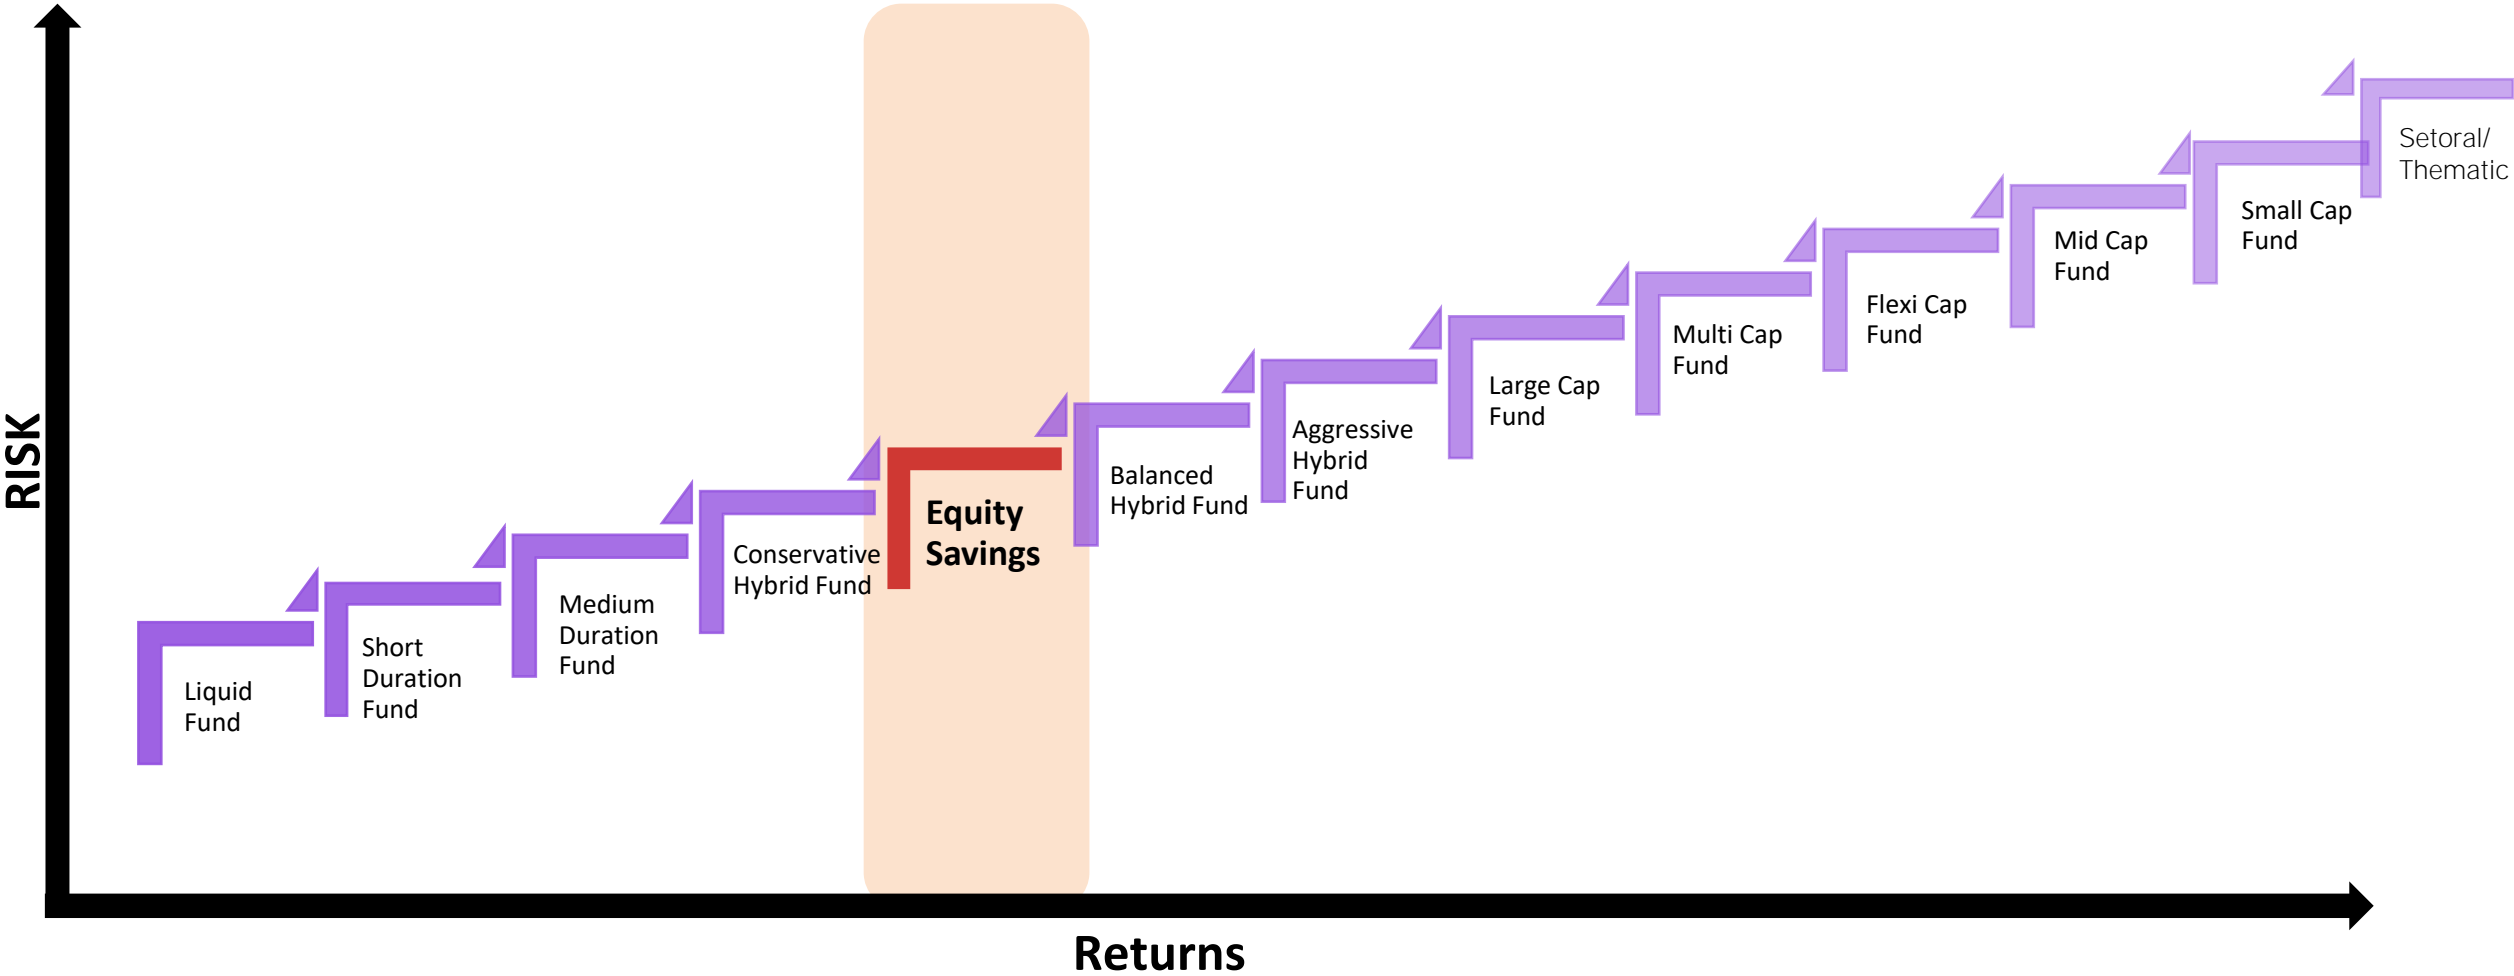 RISK
Liquid
Fund
Short
Duration
Fund
Medium
Duration
Fund
Conservative
Hybrid Fund
Equity
Savings
Balanced
Hybrid Fund
Aggressive
Hybrid
Fund
Large Cap
Fund
Multi Cap
Fund
Flexi Cap
Fund
Mid Cap
Fund
Small Cap
Fund
Setoral/
Thematic
Returns